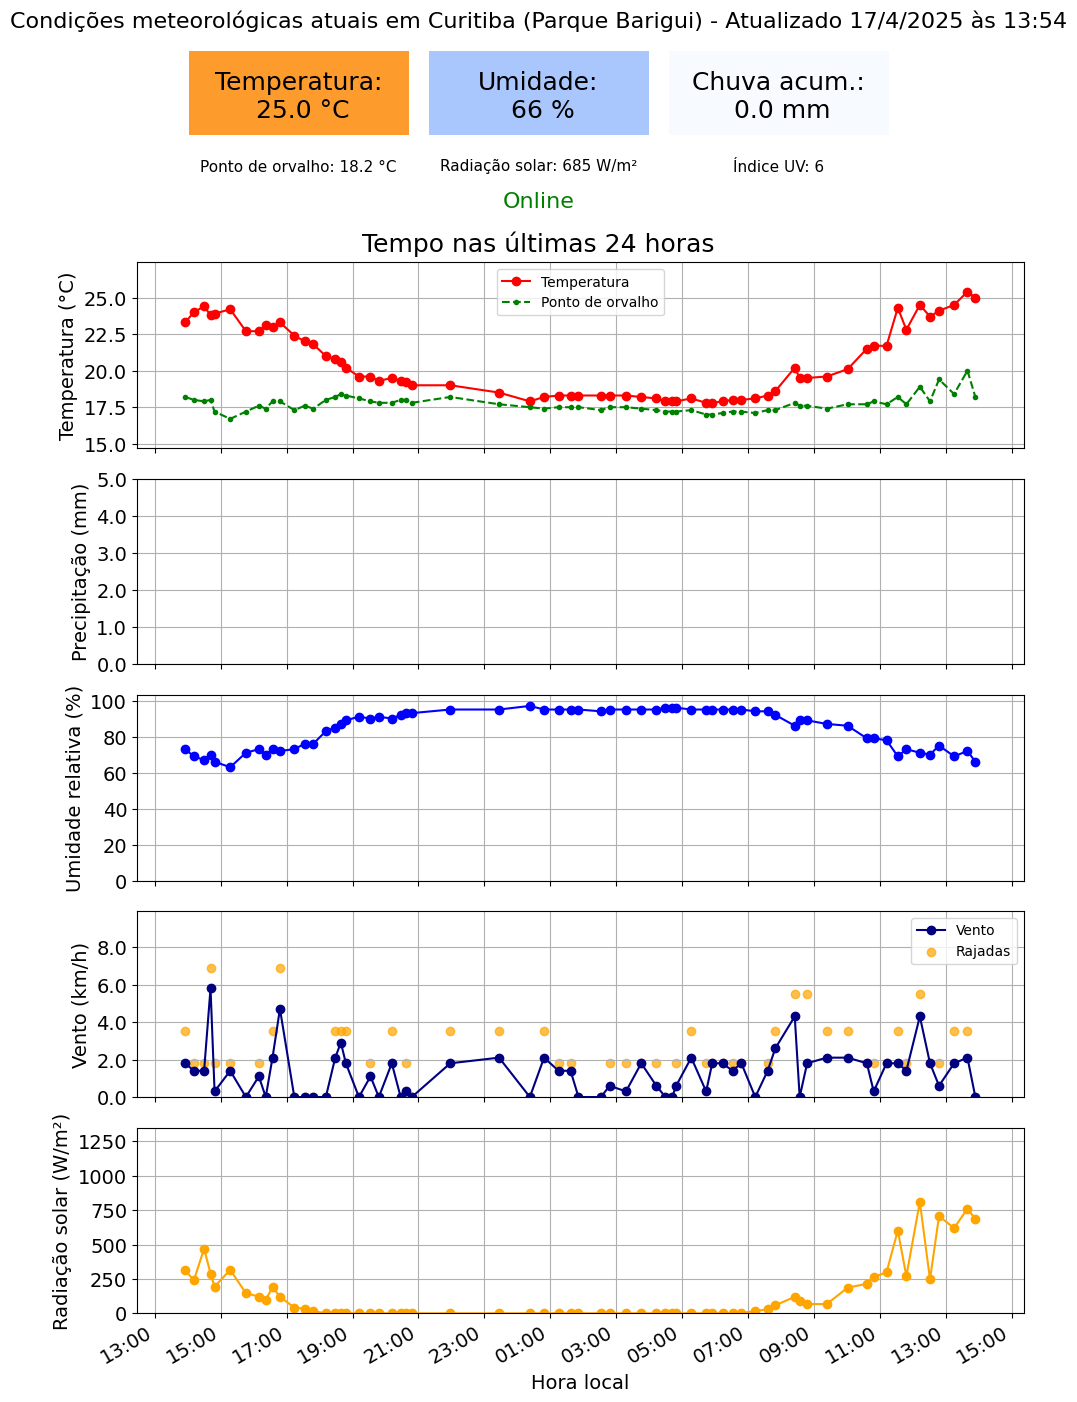 Condições meteorológicas atuais em Curitiba (Parque Barigui) - Atualizado 17/4/2025 às 13:54
Temperatura:
25.0 °C
Umidade:
66 %
Chuva acum.:
0.0 mm
Ponto de orvalho: 18.2 °C
Radiação solar: 685 W/m²
Índice UV: 6
Online
Tempo nas últimas 24 horas
Temperatura (°C)
25.0
22.5
20.0
17.5
15.0
Temperatura
Ponto de orvalho
Precipitação (mm)
5.0
4.0
3.0
2.0
1.0
0.0
Umidade relativa (%)
100
80
60
40
20
0
Vento (km/h)
8.0
6.0
4.0
2.0
0.0
Vento
Rajadas
Radiação solar (W/m²)
1250
1000
750
500
250
0
13:00
15:00
17:00
19:00
21:00
23:00
01:00
03:00
05:00
07:00
09:00
11:00
13:00
15:00
Hora local